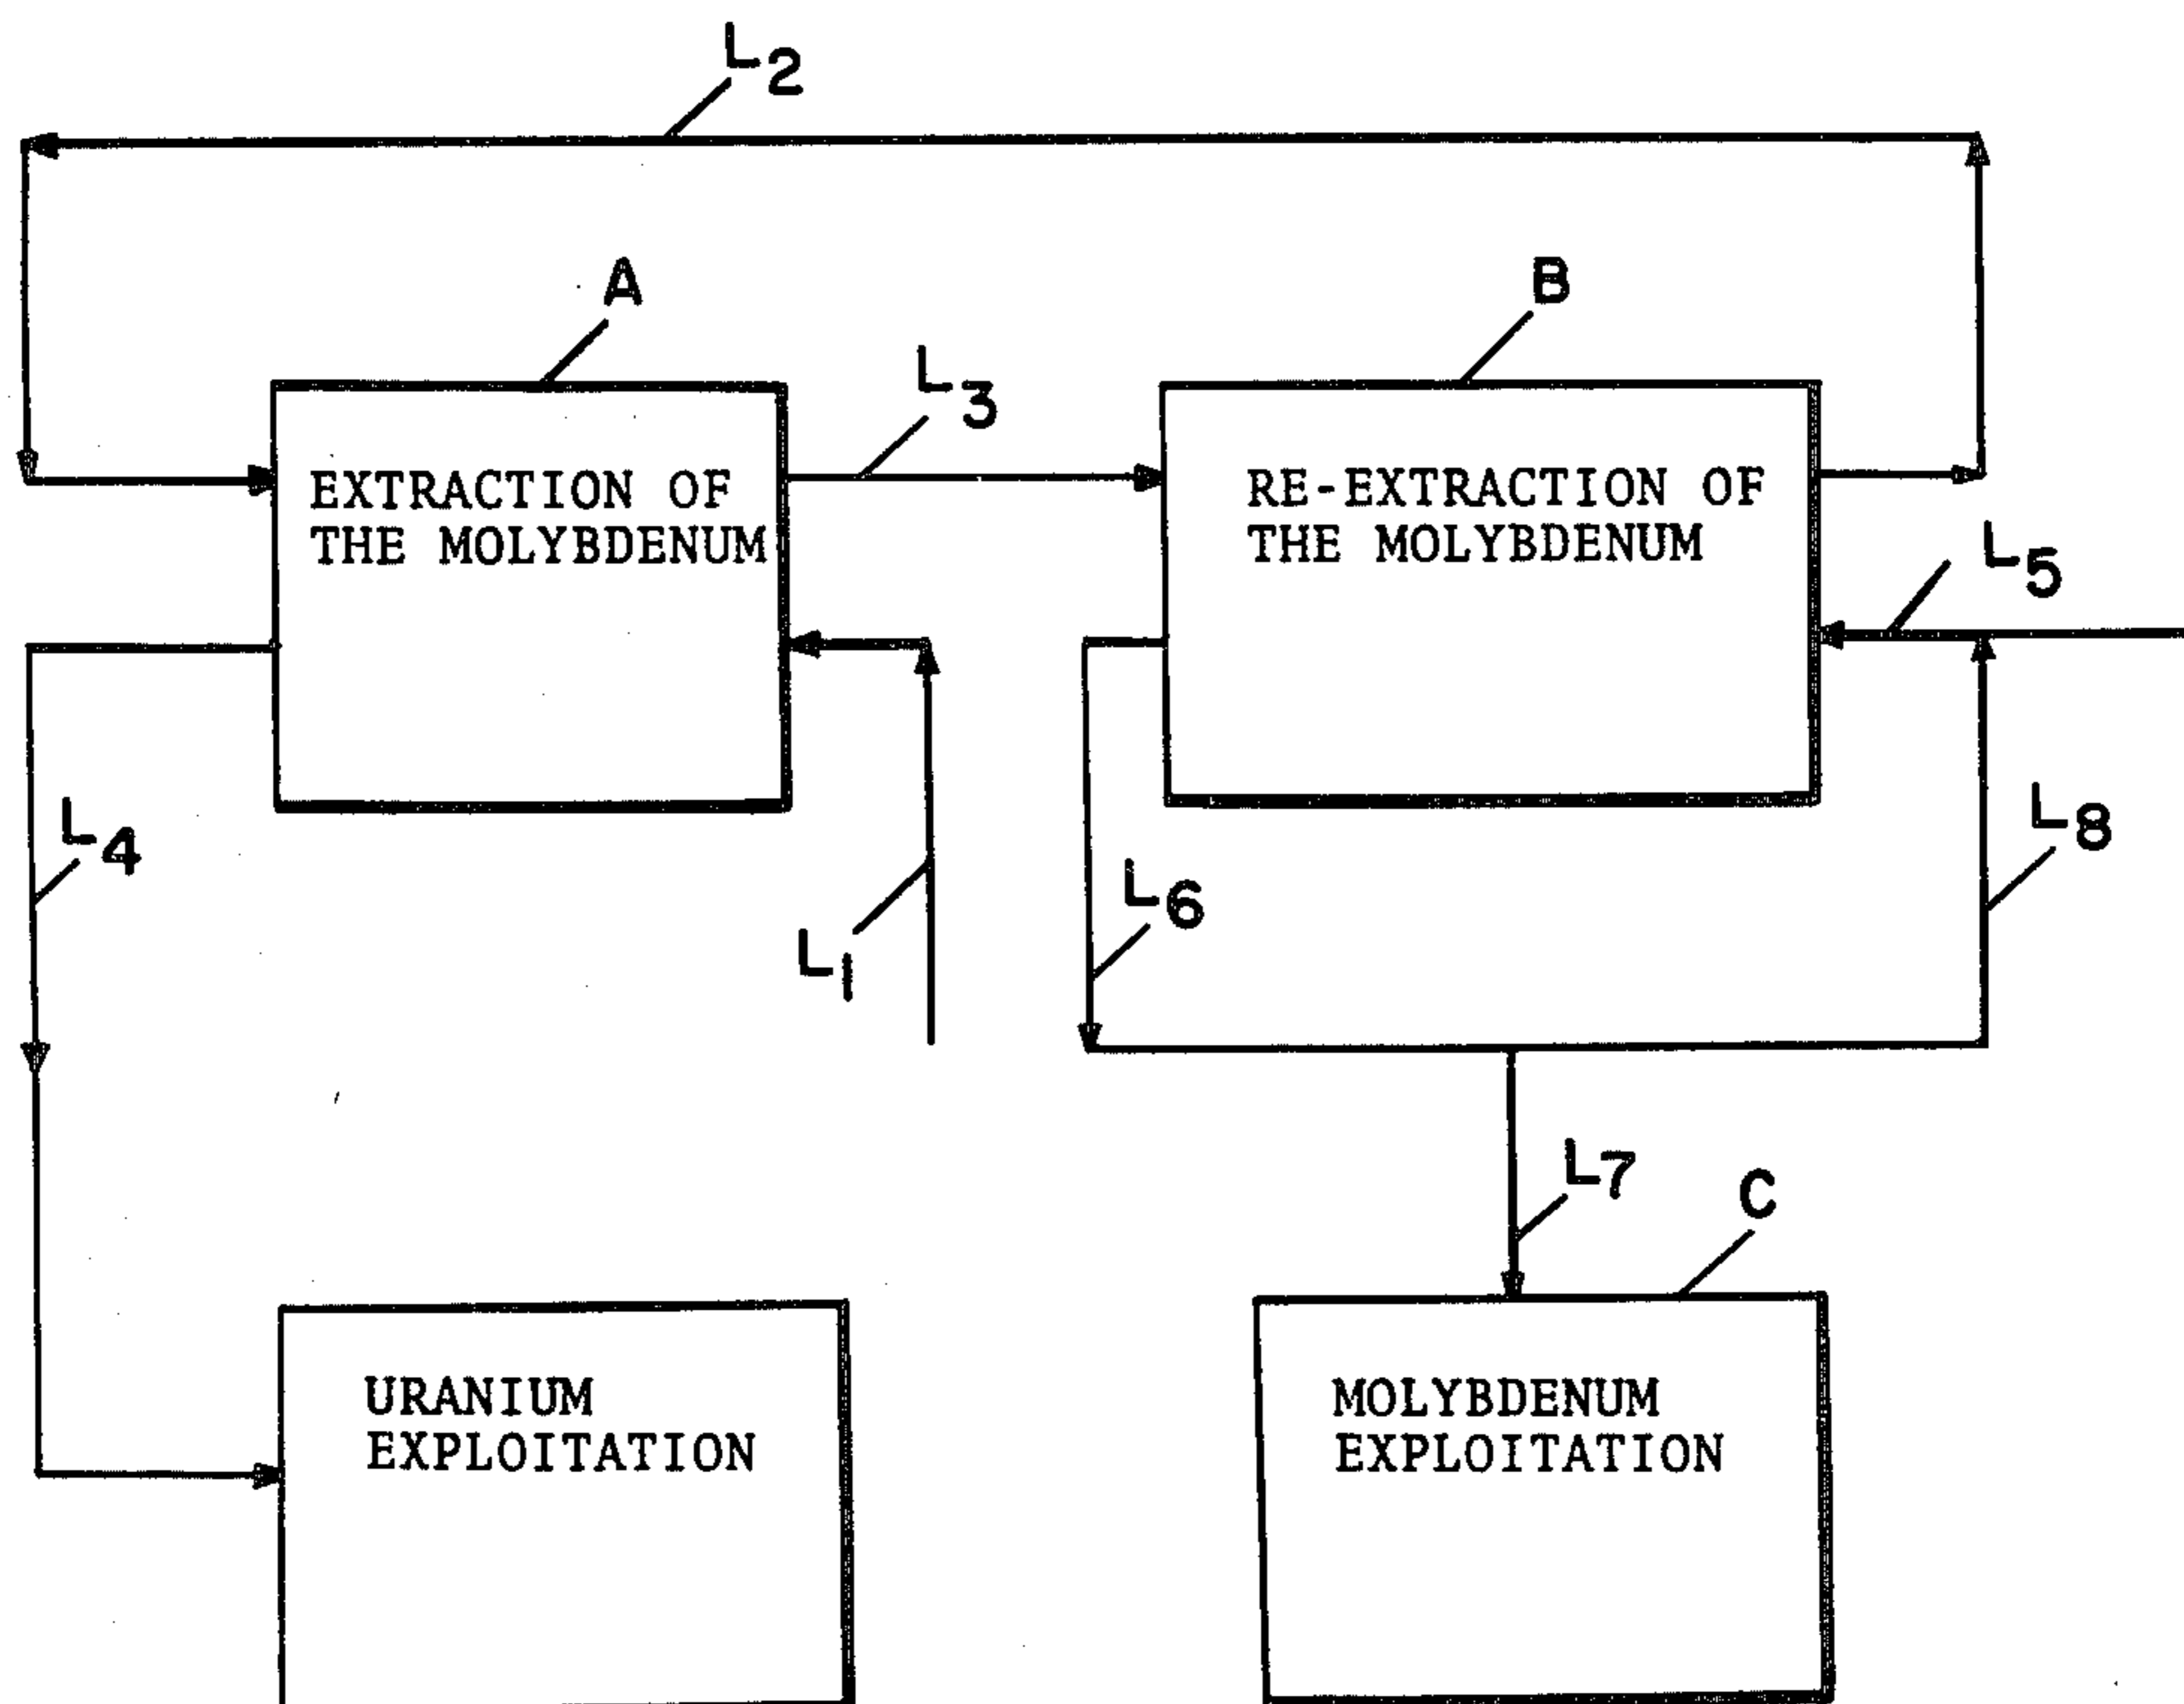 L2
A
B
L3
EXTRACTION OF
THE MOLYBDENUM
RE-EXTRACTION OF
THE MOLYBDENUM
L5
L4
L1
L6
L8
L7
C
URANIUM
EXPLOITATION
MOLYBDENUM
EXPLOITATION